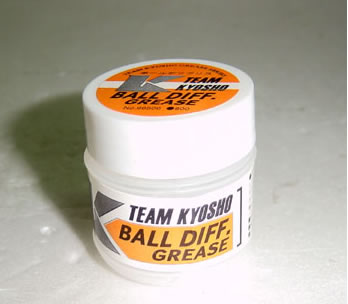 TEAM
KYOSHO
BALL DIFF.
GREASE
TEAM KYOSHO
BALL DIFF.
GREASE